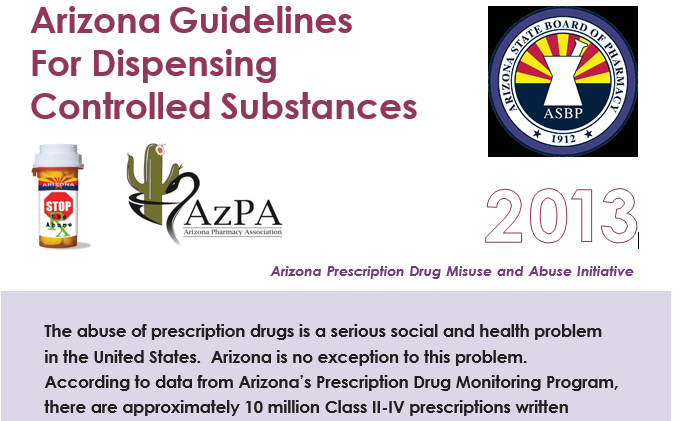 Arizona Guidelines
For Dispensing
Controlled Substances
ARIZONA STATE BOARD OF PHARMACY
ASBP
1912
ARIZONA
STOP
the
Rx
Abuse
AzPA
Arizona Pharmacy Association
2013
Arizona Prescription Drug Misuse and Abuse Initiative
The abuse of prescription drugs is a serious social and health problem
in the United States.  Arizona is no exception to this problem.
According to data from Arizona’s Prescription Drug Monitoring Program,
there are approximately 10 million Class II-IV prescriptions written